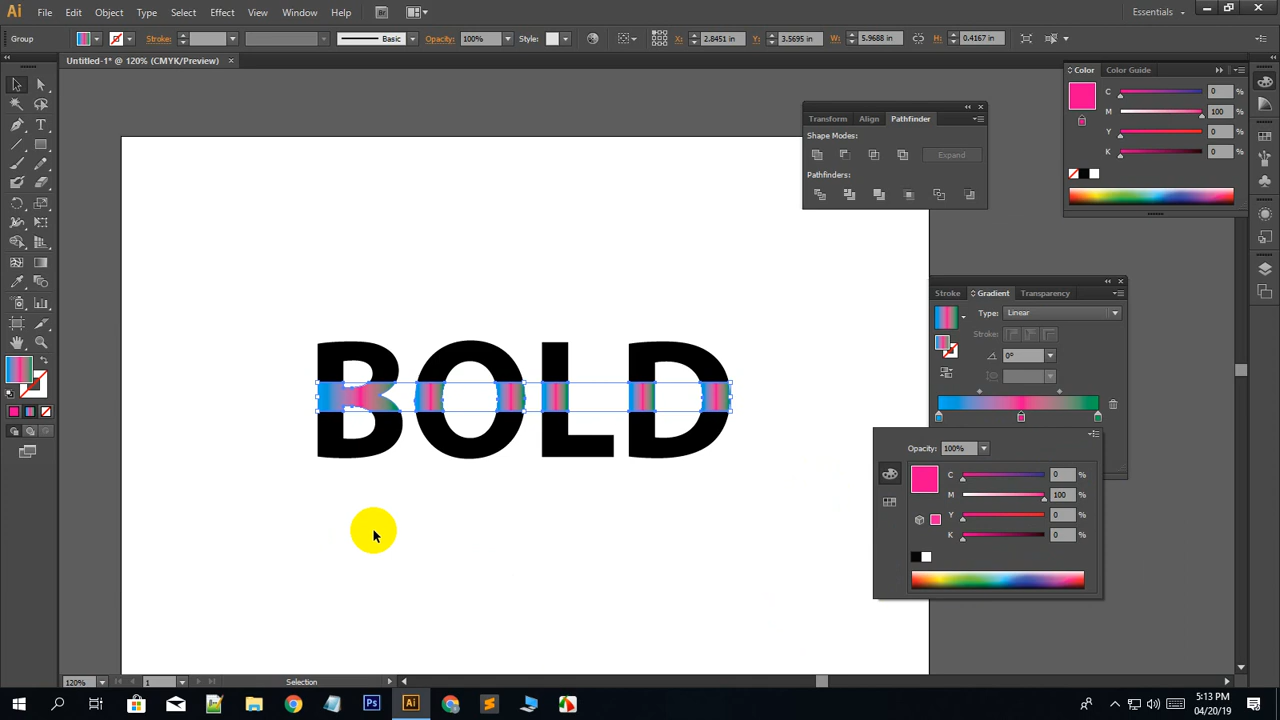 Ai File Edit Object Type Select Effect View Window Help Br Essentials
Group Stroke: Basic Opacity: 100% Style: X: 2.8451 in Y: 3.5695 in W: 5.9688 in H: 0.4167 in
Untitled-1* @ 120% (CMYK/Preview)
Color Color Guide
C 0 %
M 100 %
Y 0 %
K 0 %
Transform Align Pathfinder
Shape Modes:
Expand
Pathfinders:
BOLD
Stroke Gradient Transparency
Type: Linear
Stroke:
0°
Opacity: 100%
C 0 %
M 100 %
Y 0 %
K 0 %
120% 1 Selection
Ps Ai
5:13 PM
04/20/19